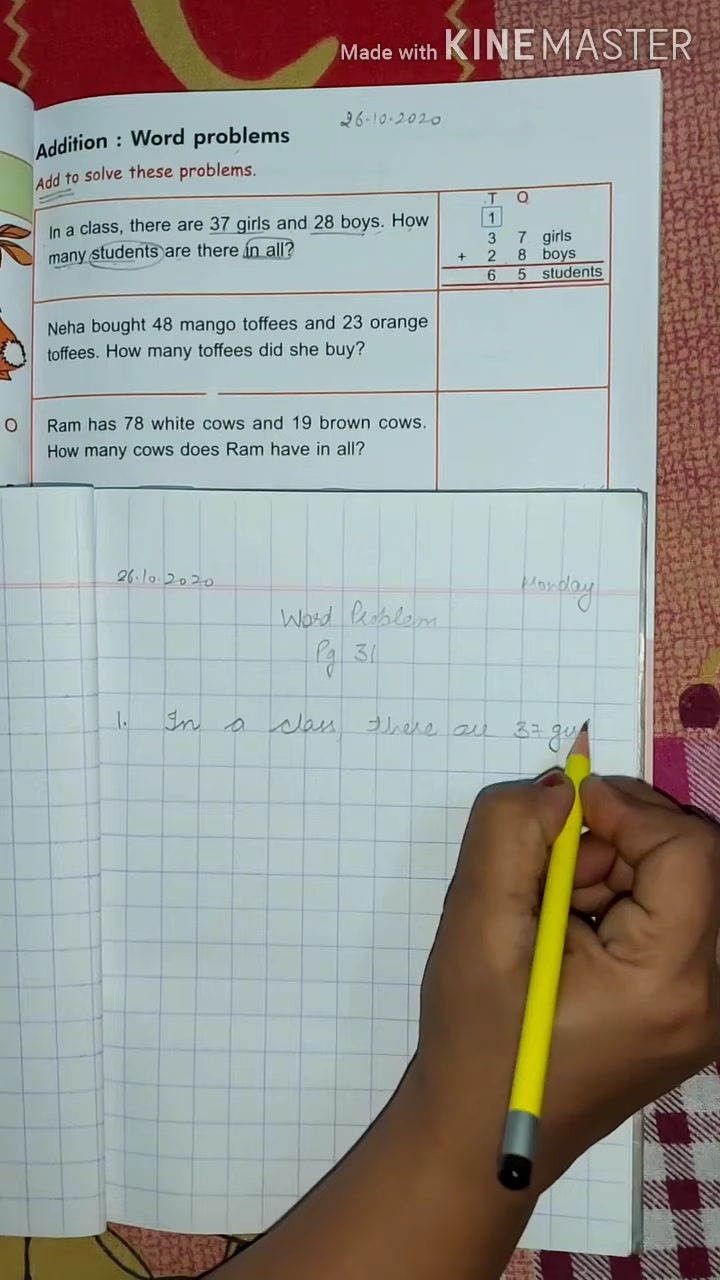 Made with KINEMASTER
26-10-2020
Addition : Word problems
Add to solve these problems.
In a class, there are 37 girls and 28 boys. How
many students are there in all?
T O
1
3 7 girls
+ 2 8 boys
6 5 students
Neha bought 48 mango toffees and 23 orange
toffees. How many toffees did she buy?
O
Ram has 78 white cows and 19 brown cows.
How many cows does Ram have in all?
26.10.2020 Monday
Word Problem
Pg 31
1. In a class, there are 37 gi